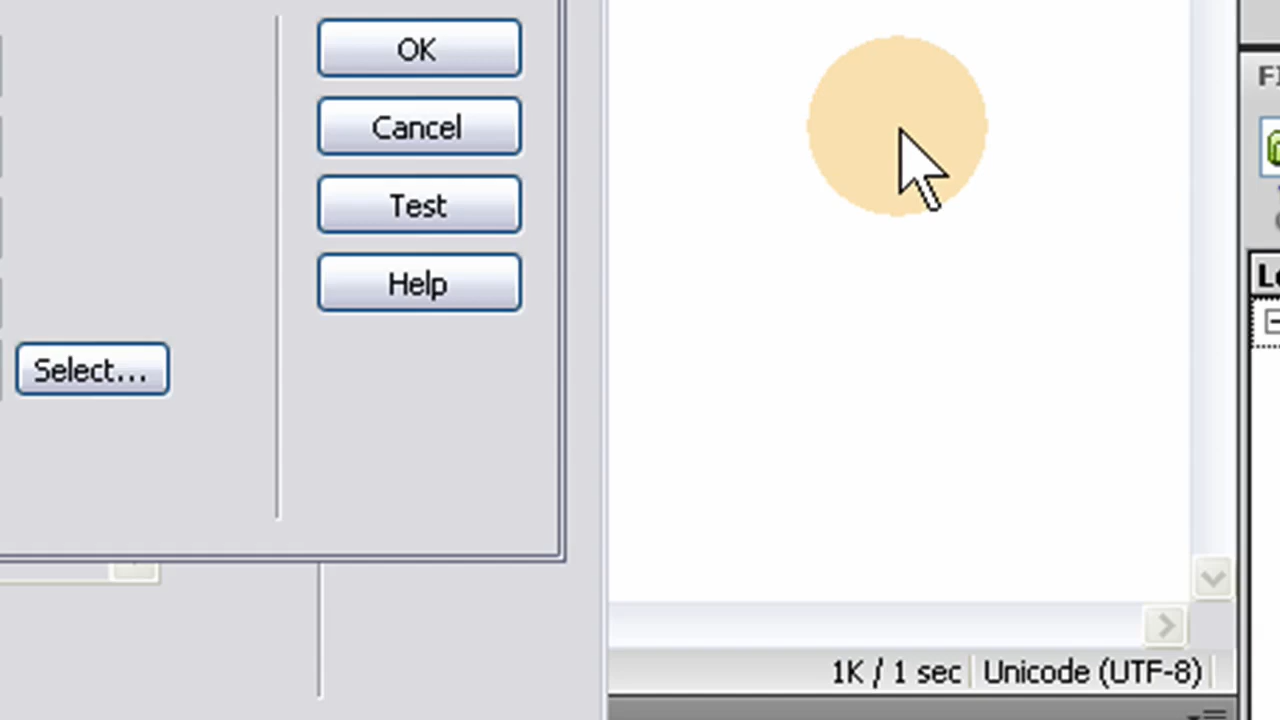 OK
Cancel
Test
Help
Select...
1K / 1 sec
Unicode (UTF-8)